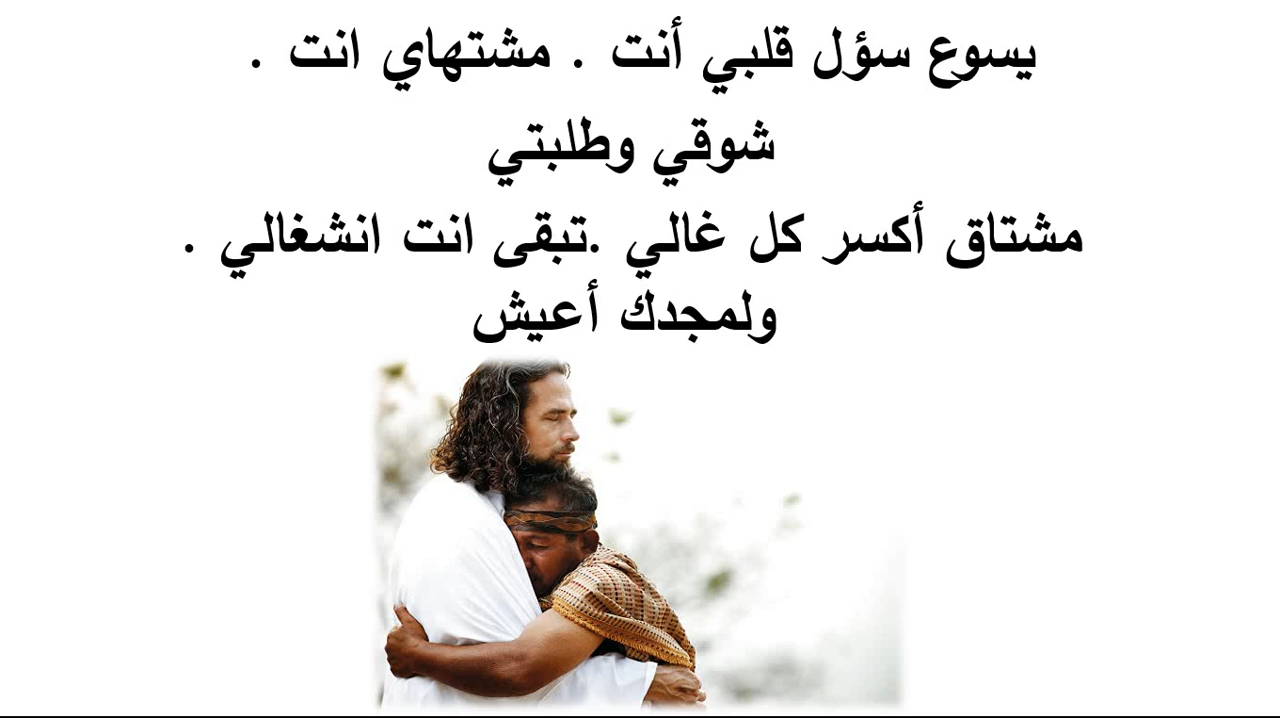 يسوع سؤل قلبي أنت . مشتهاي انت .
شوقي وطلبتي
مشتاق أكسر كل غالي .تبقى انت انشغالي .
ولمجدك أعيش